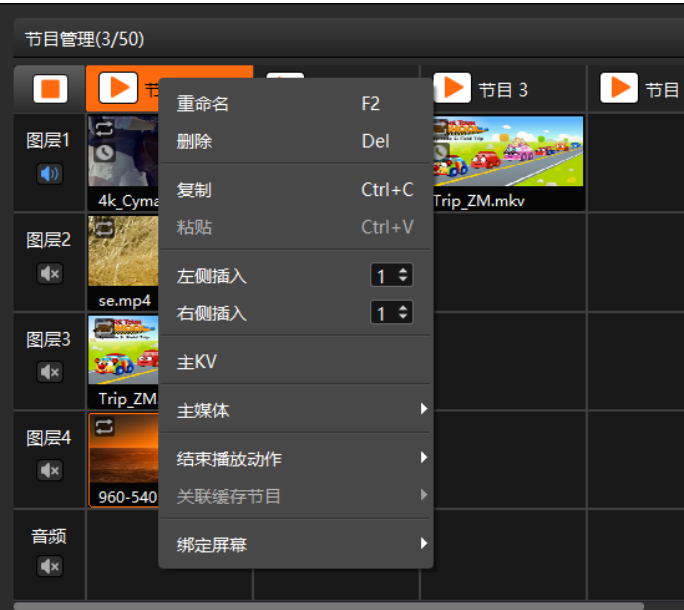 节目管理(3/50)
节
节目 3
节目
图层1
4k_Cyma
Trip_ZM.mkv
图层2
se.mp4
图层3
Trip_ZM
图层4
960-540
音频
重命名 F2
删除 Del
复制 Ctrl+C
粘贴 Ctrl+V
左侧插入 1
右侧插入 1
主KV
主媒体
结束播放动作
关联缓存节目
绑定屏幕